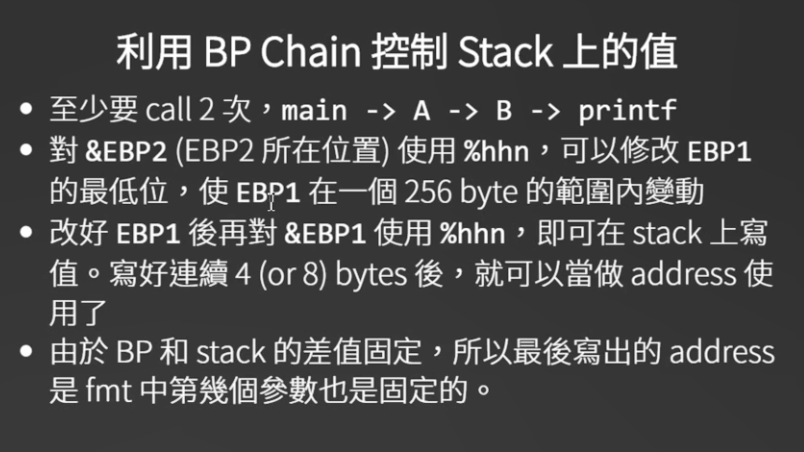 利用 BP Chain 控制 Stack 上的值
• 至少要 call 2 次，main -> A -> B -> printf
• 對 &EBP2 (EBP2 所在位置) 使用 %hhn，可以修改 EBP1
的最低位，使 EBP1 在一個 256 byte 的範圍內變動
• 改好 EBP1 後再對 &EBP1 使用 %hhn，即可在 stack 上寫
值。寫好連續 4 (or 8) bytes 後，就可以當做 address 使
用了
• 由於 BP 和 stack 的差值固定，所以最後寫出的 address
是 fmt 中第幾個參數也是固定的。